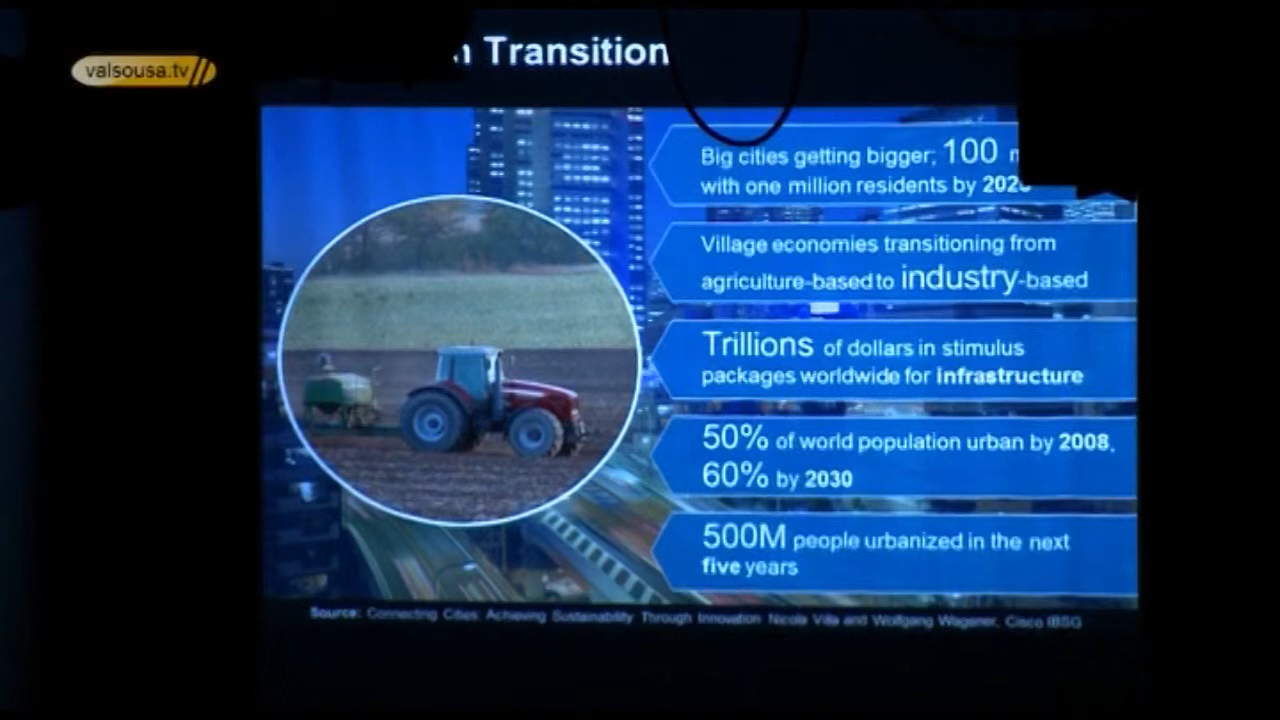 valsousa.tv
Transition
Big cities getting bigger; 100
with one million residents by
Village economies transitioning from
agriculture-based to industry-based
Trillions of dollars in stimulus
packages worldwide for infrastructure
50% of world population urban by 2008,
60% by 2030
500M people urbanized in the next
five years
Source: Connecting Cities: Achieving Sustainability Through Innovation Nicola Villa and Wolfgang Wagener, Cisco IBSG